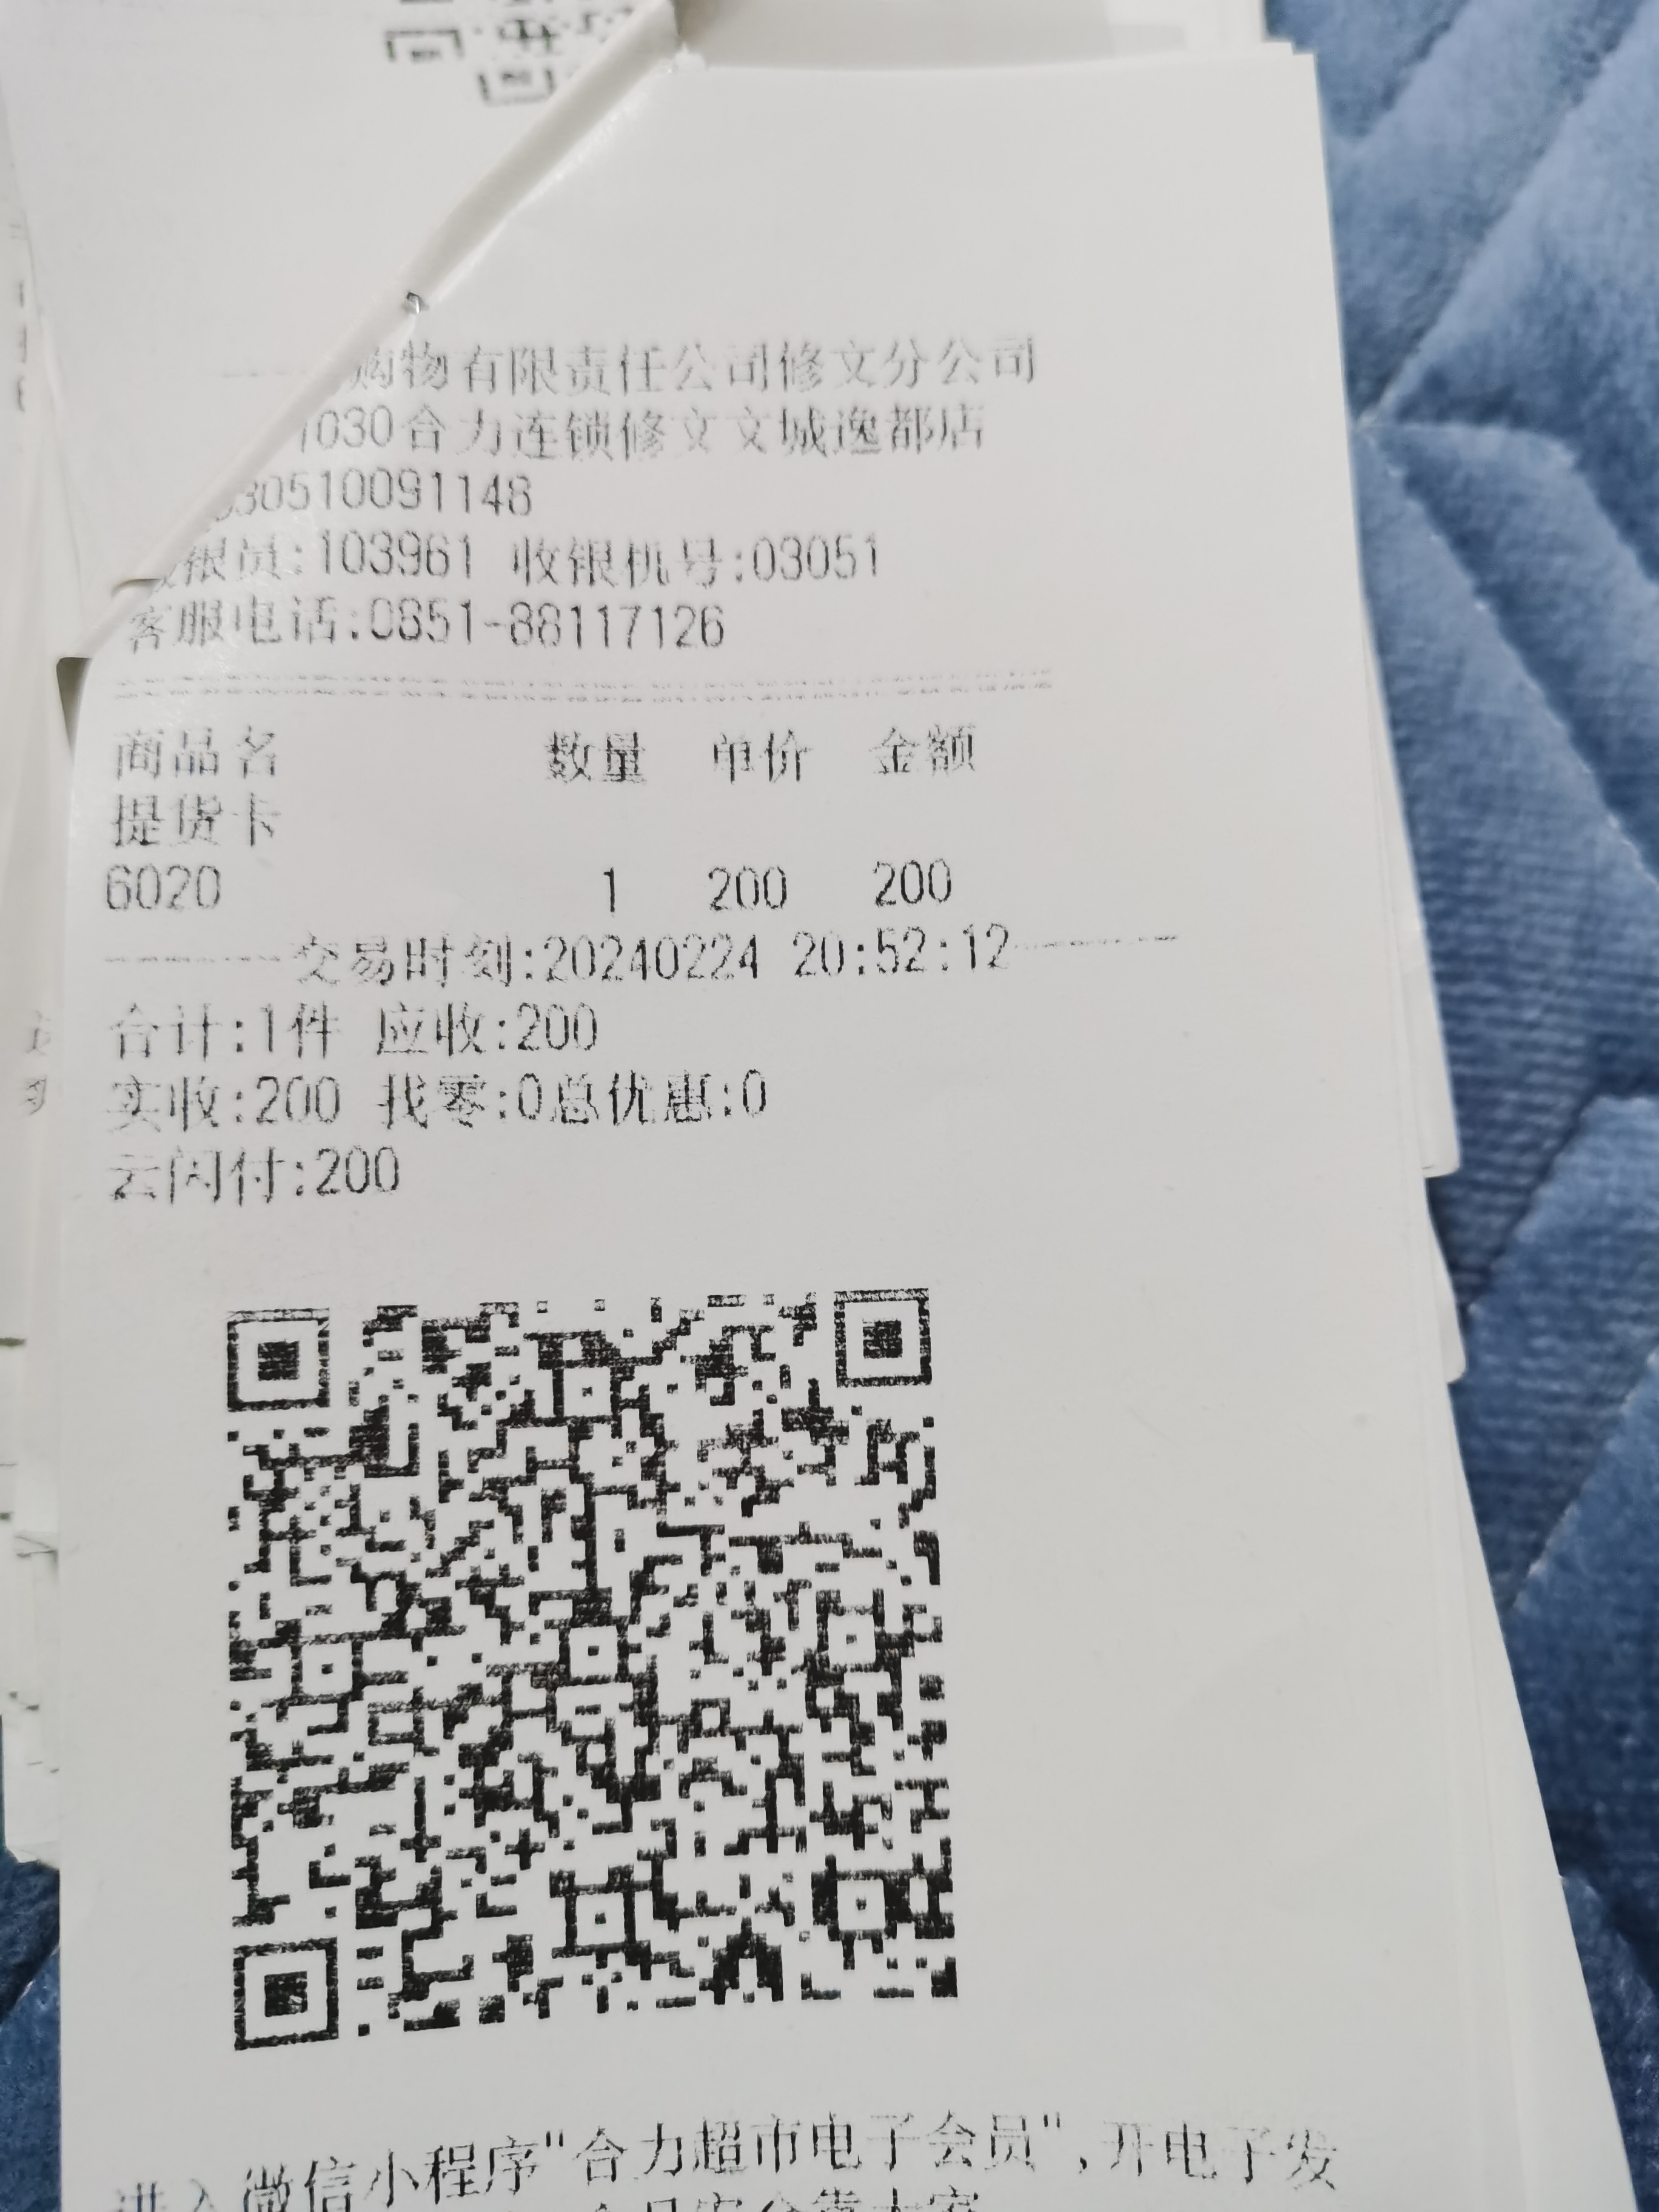 购物有限责任公司修文分公司
1030合力连锁修文文城逸都店
30510091148
银员:103961 收银机号:03051
客服电话:0851-88117126
商品名 数量 单价 金额
提货卡
6020 1 200 200
交易时刻:20240224 20:52:12
合计:1件 应收:200
实收:200 找零:0总优惠:0
云闪付:200
进入微信小程序"合力超市电子会员",开电子发